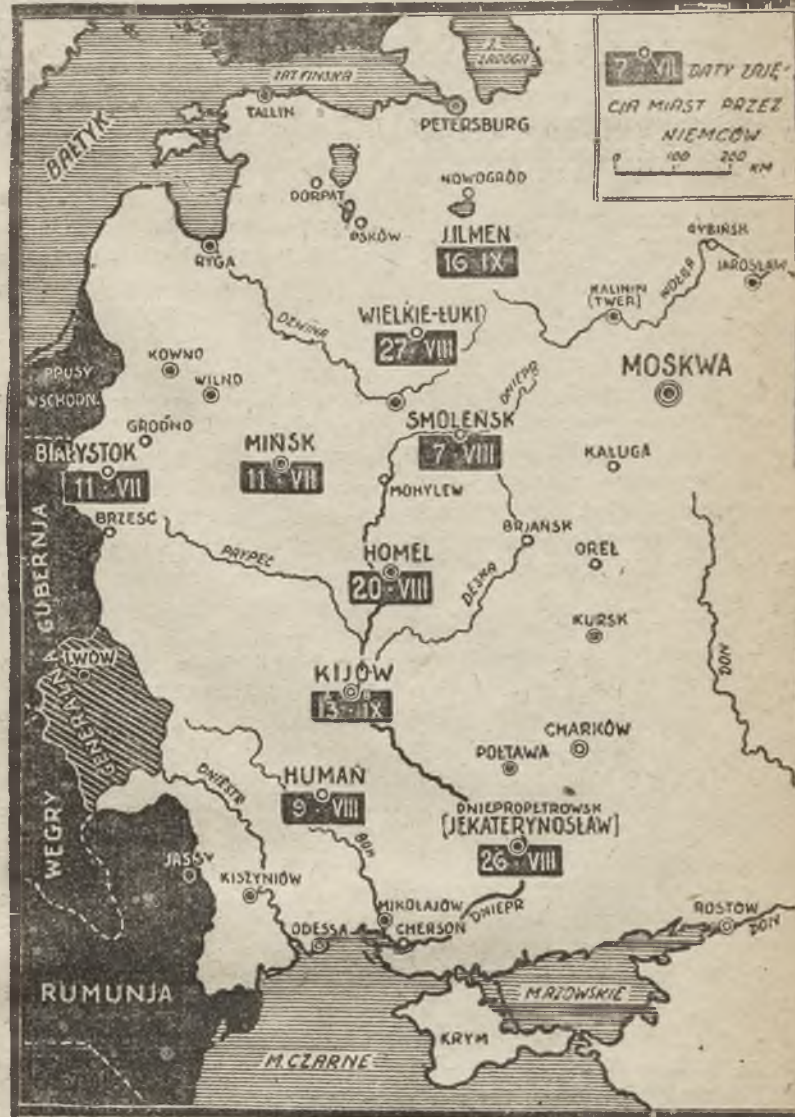 7 · VII DATY ZAJĘ-
CIA MIAST PRZEZ
NIEMCÓW
0 100 200
KM
J.
ŁADOGA
ZAT. FIŃSKA
TALLIN
PETERSBURG
BAŁTYK
DORPAT
NOWOGRÓD
PSKÓW
J. ILMEN
16 IX
RYGA
RYBIŃSK
JAROSŁAW
WOŁGA
KALININ
(TWER)
DŹWINA
WIELKIE-ŁUKI
27 · VIII
KOWNO
WILNO
PRUSY
WSCHODN.
DNIEPR
MOSKWA
GRODNO
SMOLEŃSK
7 · VIII
BIAŁYSTOK
11 · VII
MIŃSK
11 · VII
KAŁUGA
MOHYLEW
BRZEŚĆ
BRJAŃSK
PRYPEĆ
HOMEL
20 · VIII
OREŁ
DESNA
KURSK
GENERALNA GUBERNJA
LWÓW
DON
KIJÓW
13 · IX
CHARKÓW
POŁTAWA
HUMAŃ
9 · VIII
DNIESTR
DNIEPROPETROWSK
(JEKATERYNOSŁAW)
26 · VIII
WĘGRY
BOH
JASSY
KISZYNIÓW
MIKOŁAJÓW
DNIEPR
ODESSA
CHERSON
ROSTÓW
DON
RUMUNJA
M. AZOWSKIE
KRYM
M. CZARNE